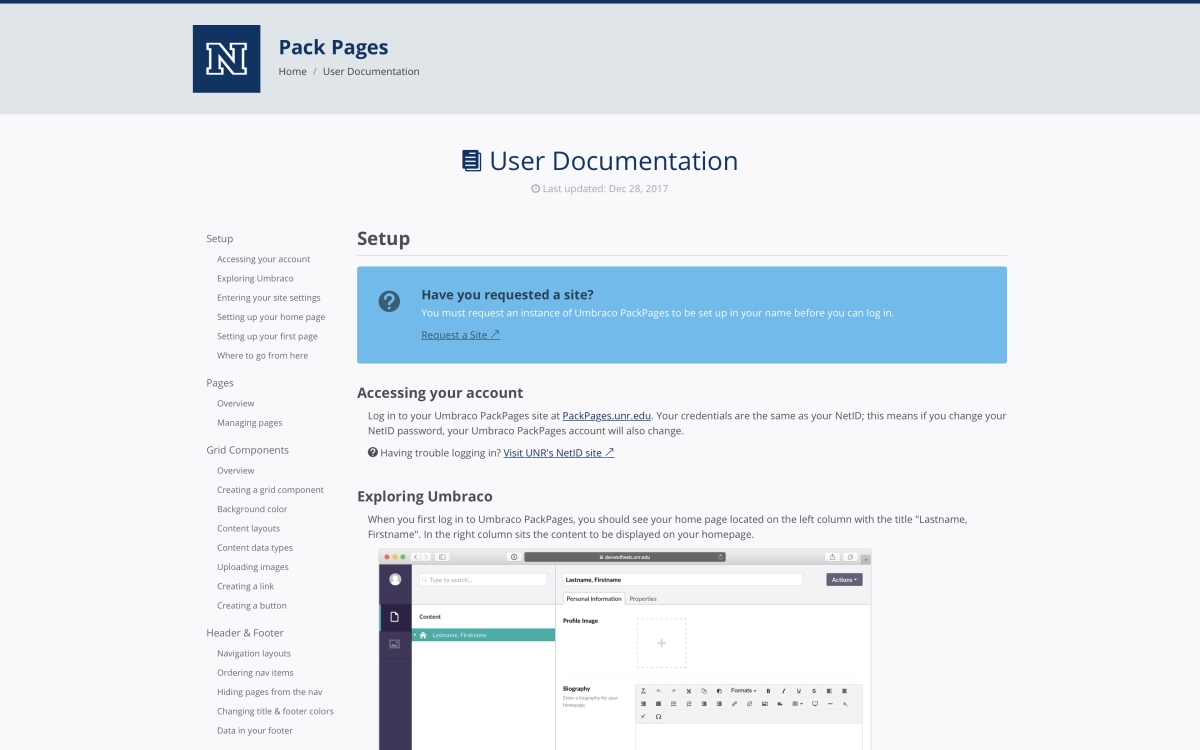 N
Pack Pages
Home / User Documentation
User Documentation
Last updated: Dec 28, 2017
Setup
Accessing your account
Exploring Umbraco
Entering your site settings
Setting up your home page
Setting up your first page
Where to go from here
Pages
Overview
Managing pages
Grid Components
Overview
Creating a grid component
Background color
Content layouts
Content data types
Uploading images
Creating a link
Creating a button
Header & Footer
Navigation layouts
Ordering nav items
Hiding pages from the nav
Changing title & footer colors
Data in your footer
Setup
Have you requested a site?
You must request an instance of Umbraco PackPages to be set up in your name before you can log in.
Request a Site
Accessing your account
Log in to your Umbraco PackPages site at PackPages.unr.edu. Your credentials are the same as your NetID; this means if you change your
NetID password, your Umbraco PackPages account will also change.
Having trouble logging in? Visit UNR's NetID site
Exploring Umbraco
When you first log in to Umbraco PackPages, you should see your home page located on the left column with the title "Lastname,
Firstname". In the right column sits the content to be displayed on your homepage.
devwolfweb.unr.edu
Type to search...
Lastname, Firstname
Actions
Personal Information Properties
Content
Lastname, Firstname
Profile Image
Biography
Enter a biography for your
homepage.
Formats
B I U S